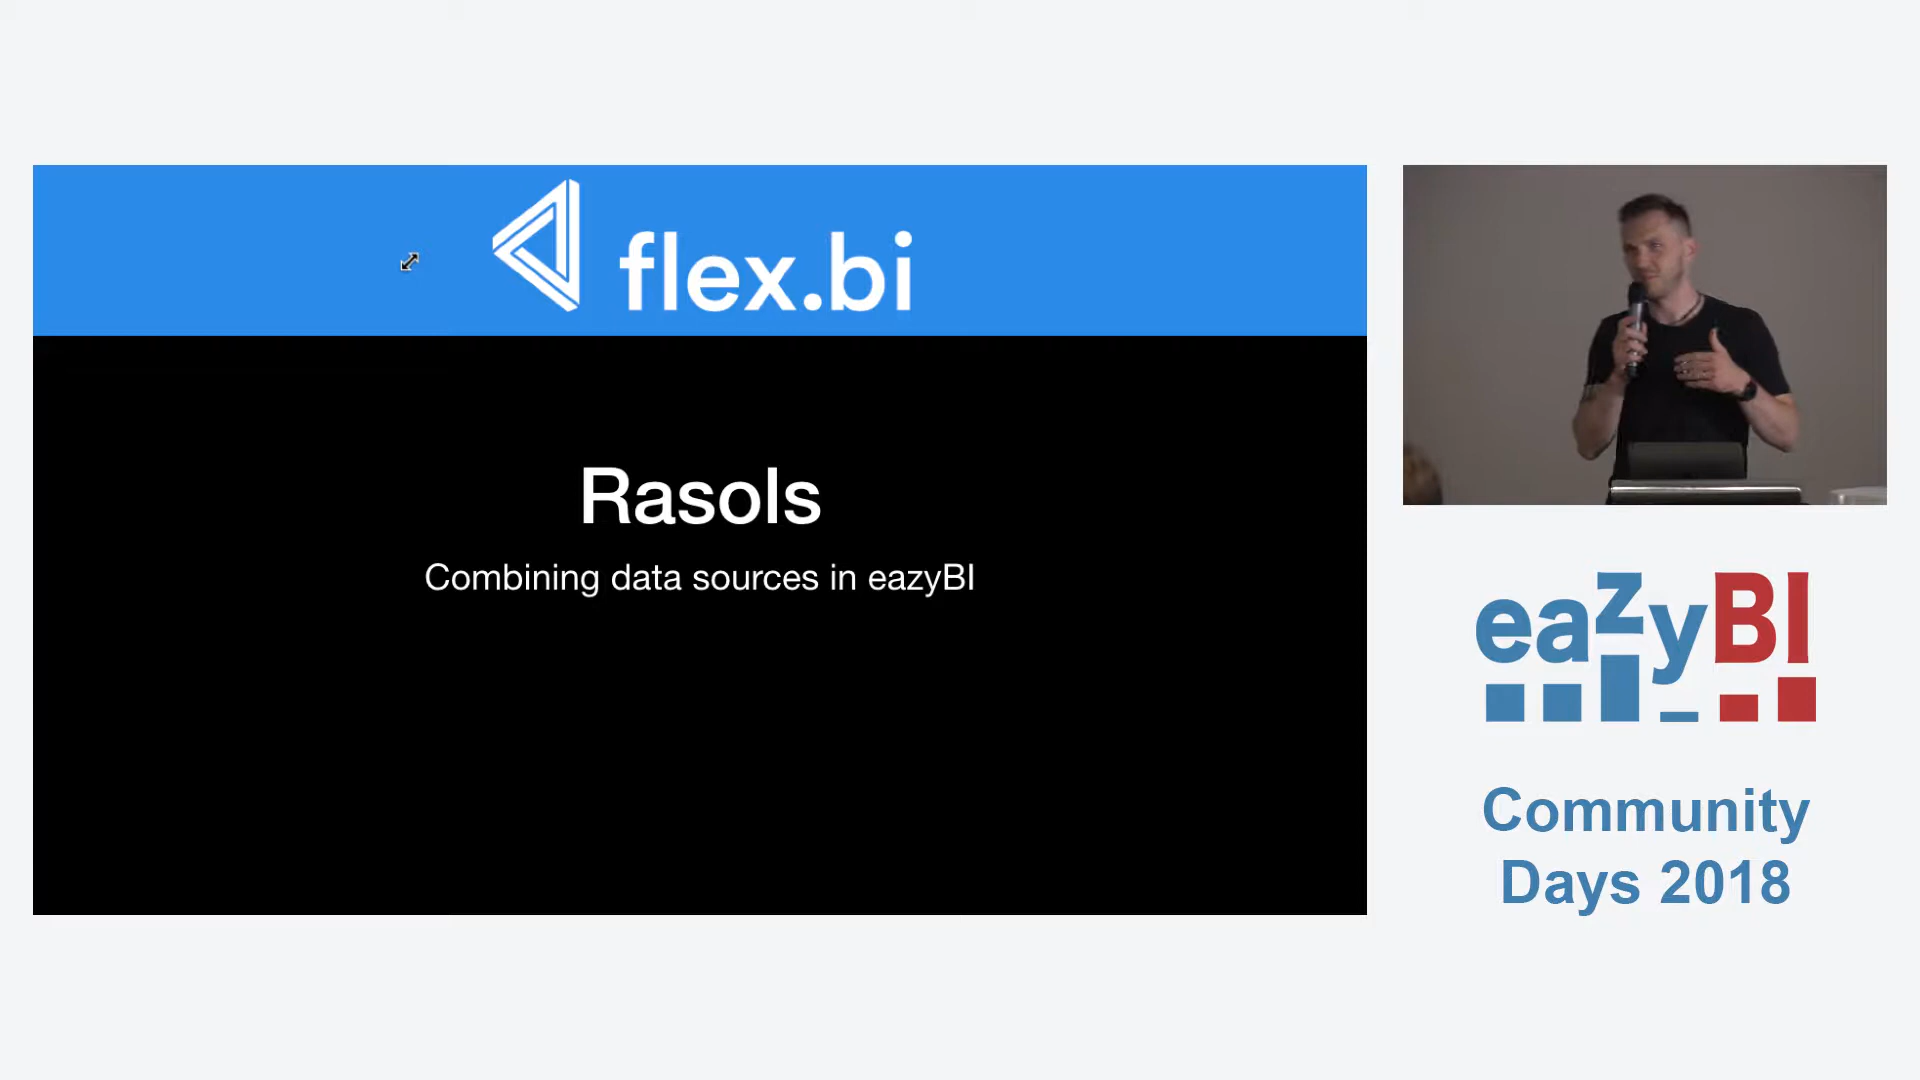 flex.bi
Rasols
Combining data sources in eazyBI
eazyBI
Community
Days 2018